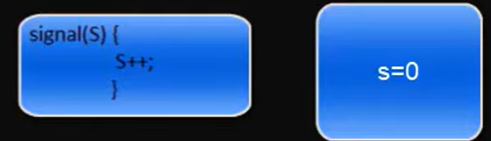 signal(S) {
S++;
}
s=0